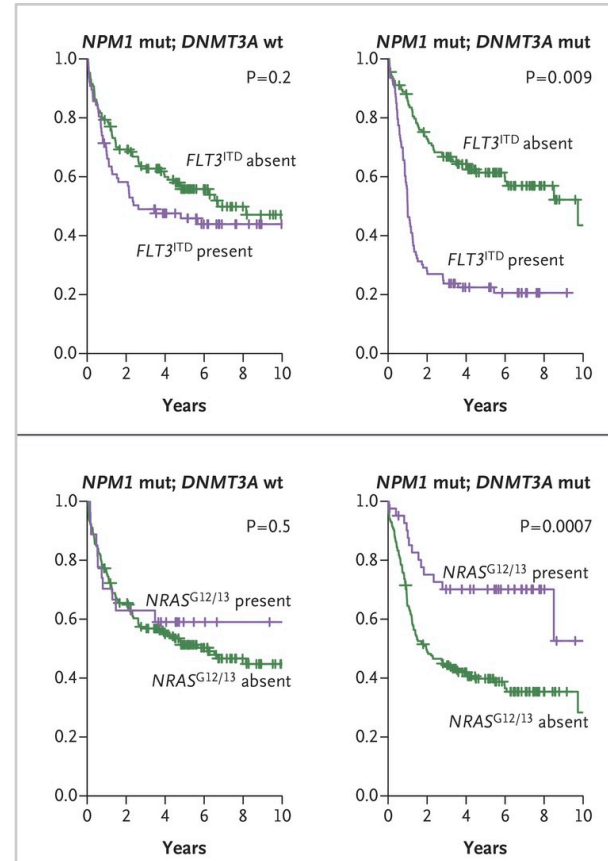 NPM1 mut; DNMT3A wt
P=0.2
1.0
0.8
0.6
0.4
0.2
0.0
FLT3ITD absent
FLT3ITD present
0 2 4 6 8 10
Years
NPM1 mut; DNMT3A mut
P=0.009
1.0
0.8
0.6
0.4
0.2
0.0
FLT3ITD absent
FLT3ITD present
0 2 4 6 8 10
Years
NPM1 mut; DNMT3A wt
P=0.5
1.0
0.8
0.6
0.4
0.2
0.0
NRASG12/13 present
NRASG12/13 absent
0 2 4 6 8 10
Years
NPM1 mut; DNMT3A mut
P=0.0007
1.0
0.8
0.6
0.4
0.2
0.0
NRASG12/13 present
NRASG12/13 absent
0 2 4 6 8 10
Years